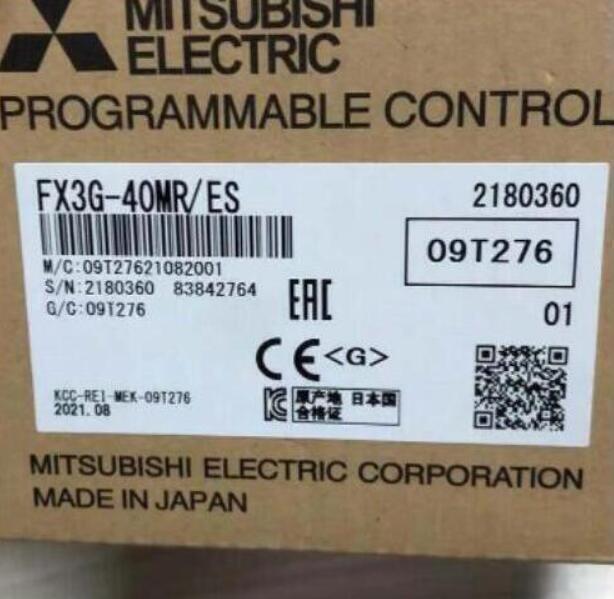 MITSUBISHI
ELECTRIC
PROGRAMMABLE CONTROL
FX3G-40MR/ES
2180360
M/C:09T27621082001
S/N:2180360 83842764
G/C:09T276
09T276
EAC
01
CE <G>
KCC-REI-MEK-09T276
2021.08
原产地 日本国
合格证
MITSUBISHI ELECTRIC CORPORATION
MADE IN JAPAN